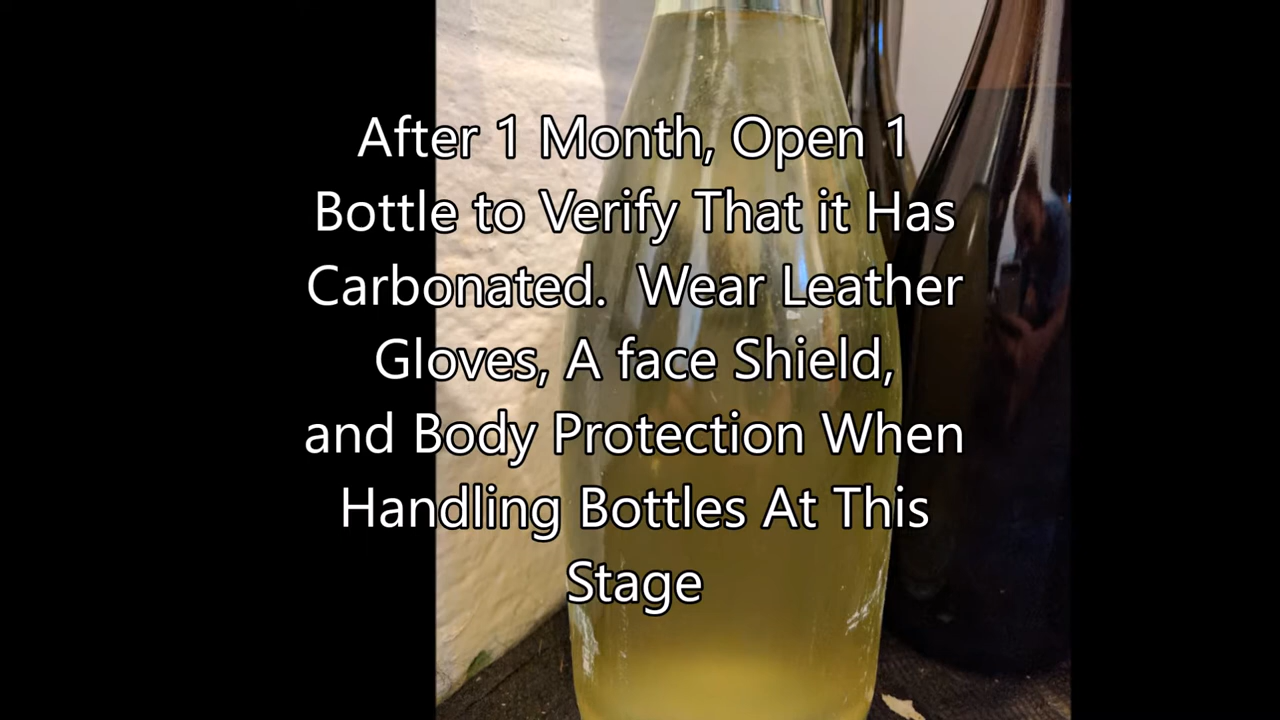 After 1 Month, Open 1
Bottle to Verify That it Has
Carbonated.  Wear Leather
Gloves, A face Shield,
and Body Protection When
Handling Bottles At This
Stage